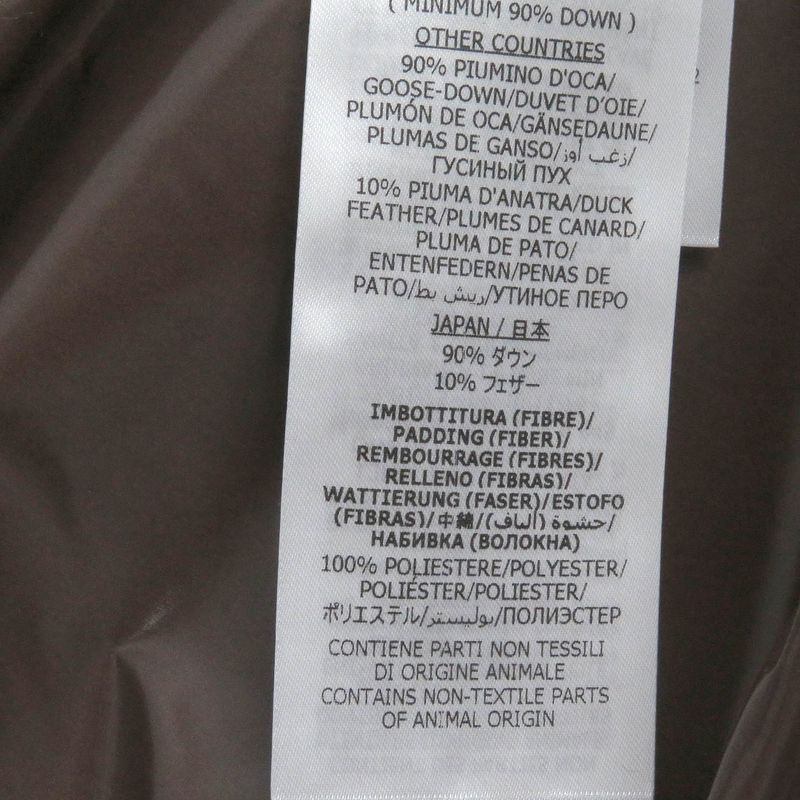 ( MINIMUM 90% DOWN )
OTHER COUNTRIES
90% PIUMINO D'OCA/
GOOSE-DOWN/DUVET D'OIE/
PLUMÓN DE OCA/GÄNSEDAUNE/
PLUMAS DE GANSO/زغب أوز/
ГУСИНЫЙ ПУХ
10% PIUMA D'ANATRA/DUCK
FEATHER/PLUMES DE CANARD/
PLUMA DE PATO/
ENTENFEDERN/PENAS DE
PATO/ريش بط/УТИНОЕ ПЕРО
JAPAN / 日本
90% ダウン
10% フェザー
IMBOTTITURA (FIBRE)/
PADDING (FIBER)/
REMBOURRAGE (FIBRES)/
RELLENO (FIBRAS)/
WATTIERUNG (FASER)/ESTOFO
(FIBRAS)/中綿/(حشوة (ألياف/
НАБИВКА (ВОЛОКНА)
100% POLIESTERE/POLYESTER/
POLIÉSTER/POLIESTER/
ポリエステル/بوليستر/ПОЛИЭСТЕР
CONTIENE PARTI NON TESSILI
DI ORIGINE ANIMALE
CONTAINS NON-TEXTILE PARTS
OF ANIMAL ORIGIN
2